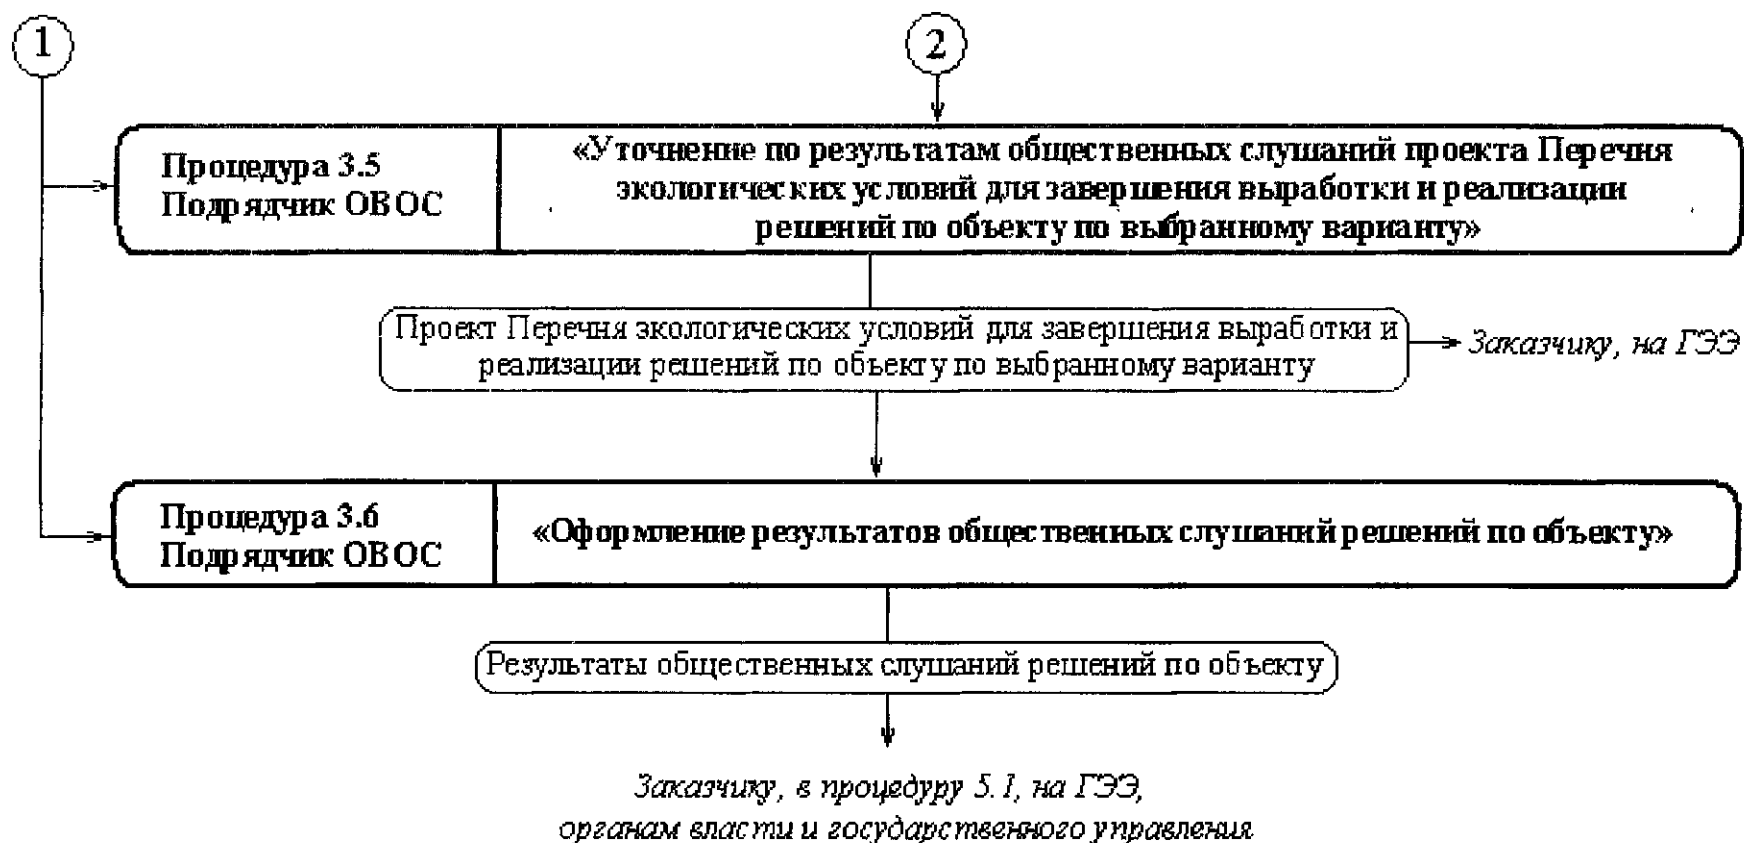 1
2
Процедура 3.5
Подрядчик ОВОС
«Уточнение по результатам общественных слушаний проекта Перечня
экологических условий для завершения выработки и реализации
решений по объекту по выбранному варианту»
Проект Перечня экологических условий для завершения выработки и
реализации решений по объекту по выбранному варианту
Заказчику, на ГЭЭ
Процедура 3.6
Подрядчик ОВОС
«Оформление результатов общественных слушаний решений по объекту»
Результаты общественных слушаний решений по объекту
Заказчику, в процедуру 5.1, на ГЭЭ,
органам власти и государственного управления